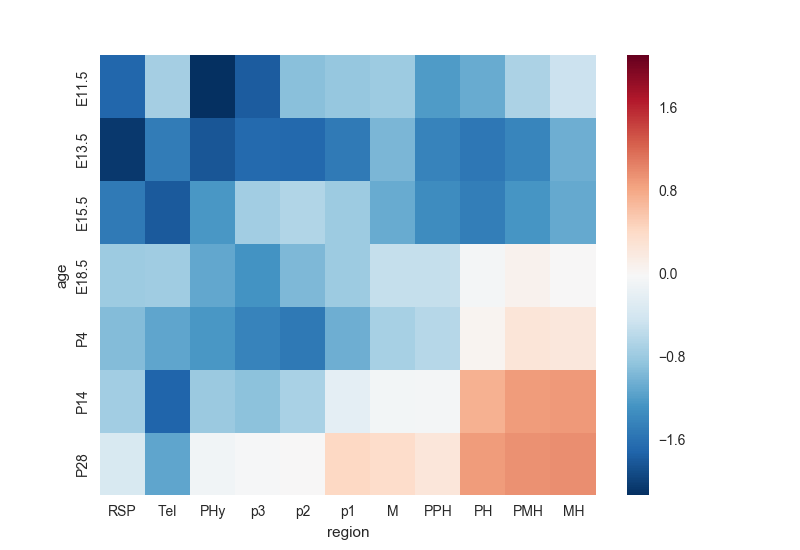 E11.5
E13.5
E15.5
E18.5
P4
P14
P28
age
RSP Tel PHy p3 p2 p1 M PPH PH PMH MH
region
1.6
0.8
0.0
−0.8
−1.6